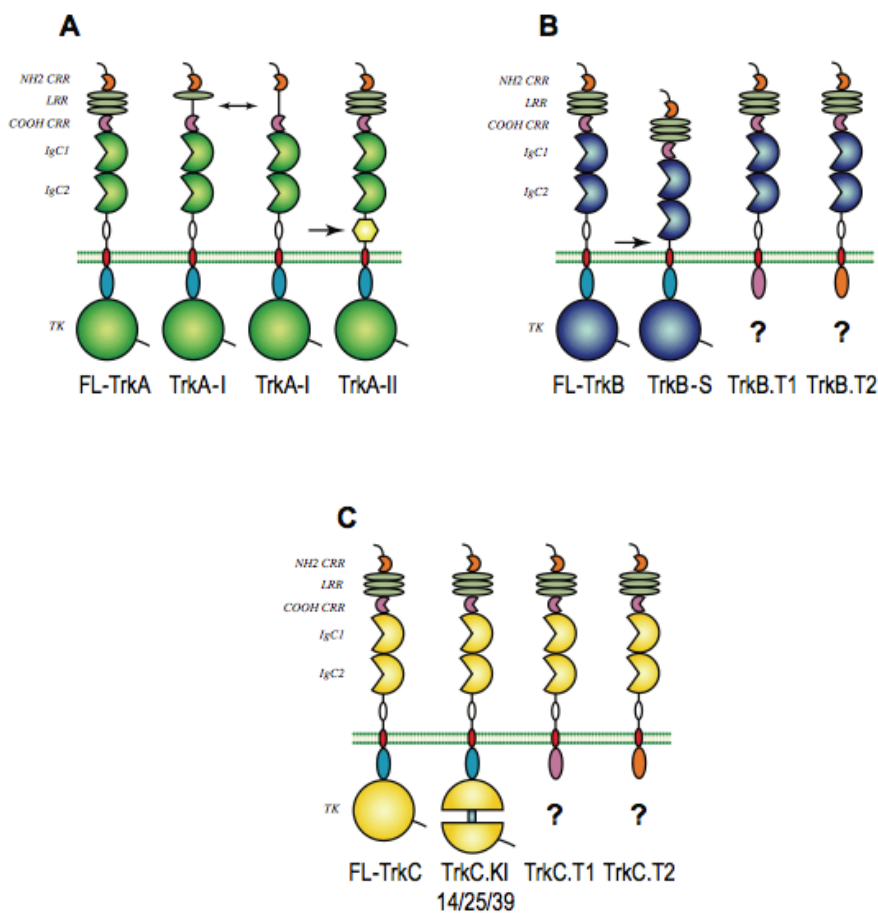 A
NH2 CRR
LRR
COOH CRR
IgC1
IgC2
TK
FL-TrkA TrkA-I TrkA-I TrkA-II
B
NH2 CRR
LRR
COOH CRR
IgC1
IgC2
TK
? ?
FL-TrkB TrkB-S TrkB.T1 TrkB.T2
C
NH2 CRR
LRR
COOH CRR
IgC1
IgC2
TK
? ?
FL-TrkC TrkC.KI TrkC.T1 TrkC.T2
14/25/39